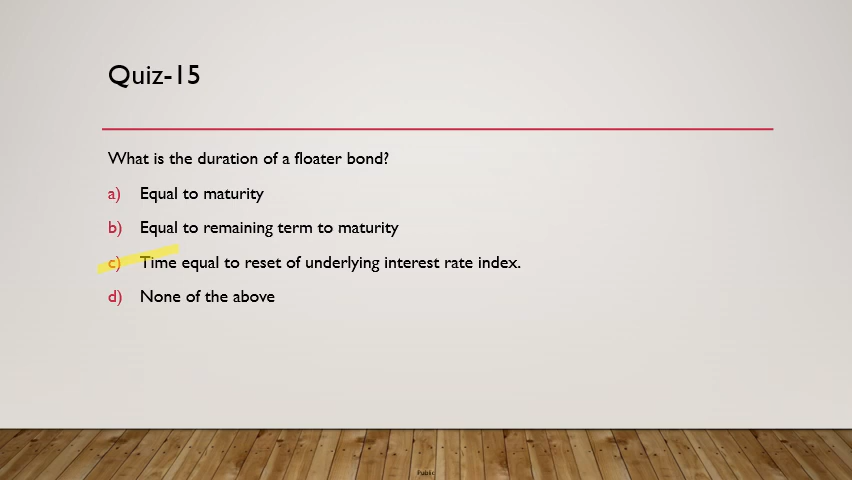 Quiz-15
What is the duration of a floater bond?
a) Equal to maturity
b) Equal to remaining term to maturity
c) Time equal to reset of underlying interest rate index.
d) None of the above
Public